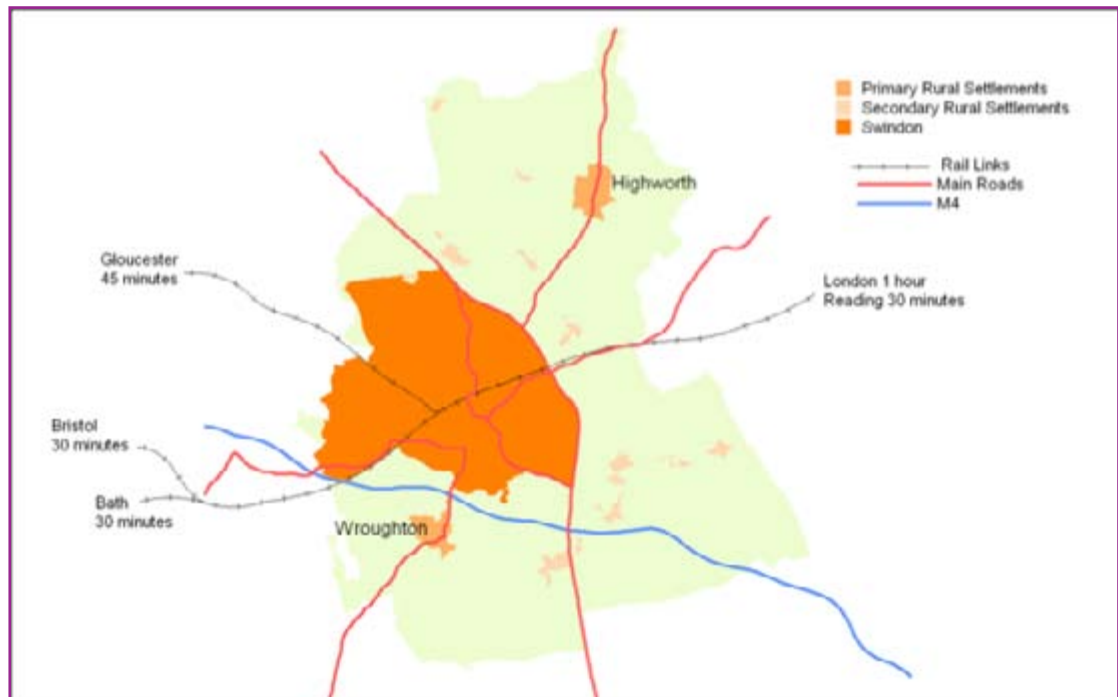 Primary Rural Settlements
Secondary Rural Settlements
Swindon
Rail Links
Main Roads
M4
Highworth
Gloucester
45 minutes
London 1 hour
Reading 30 minutes
Bristol
30 minutes
Bath
30 minutes
Wroughton